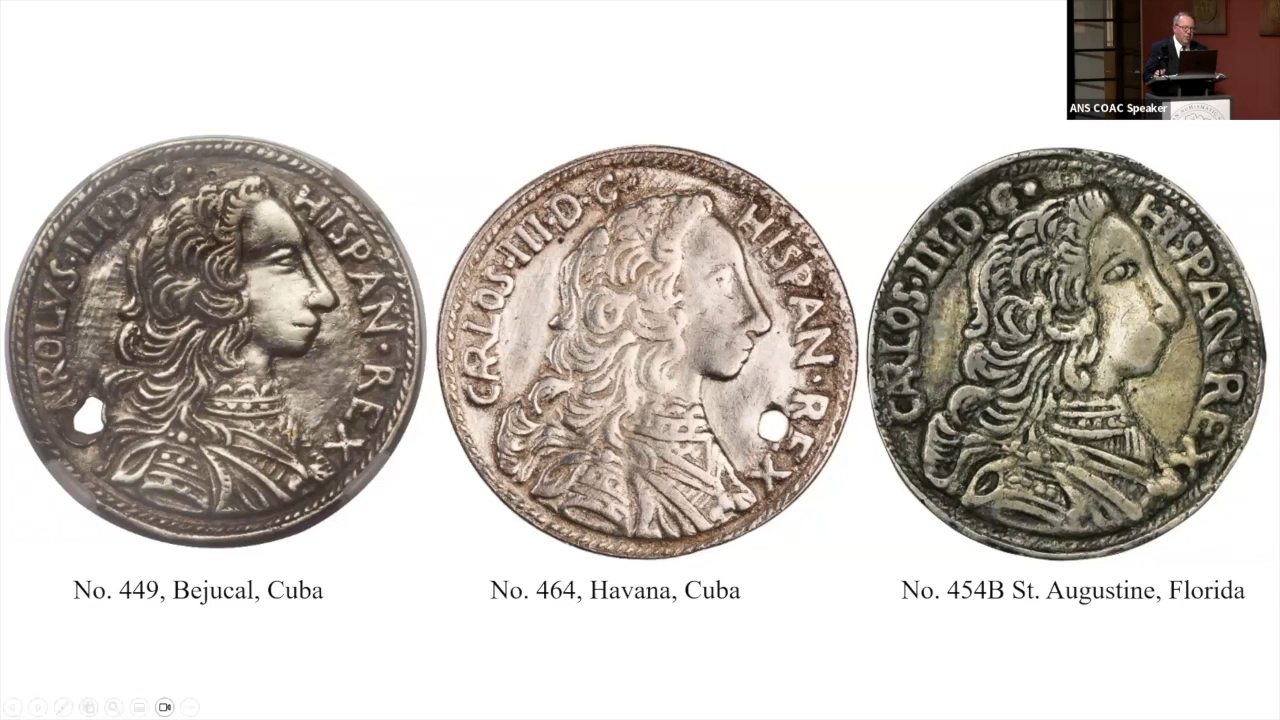 ANS COAC Speaker
AROLVS·III·D·G· HISPAN·REX
CARLOS·III·D·G· HISPAN·REX
CARLOS·III·D·G· HISPAN·REX
No. 449, Bejucal, Cuba
No. 464, Havana, Cuba
No. 454B St. Augustine, Florida